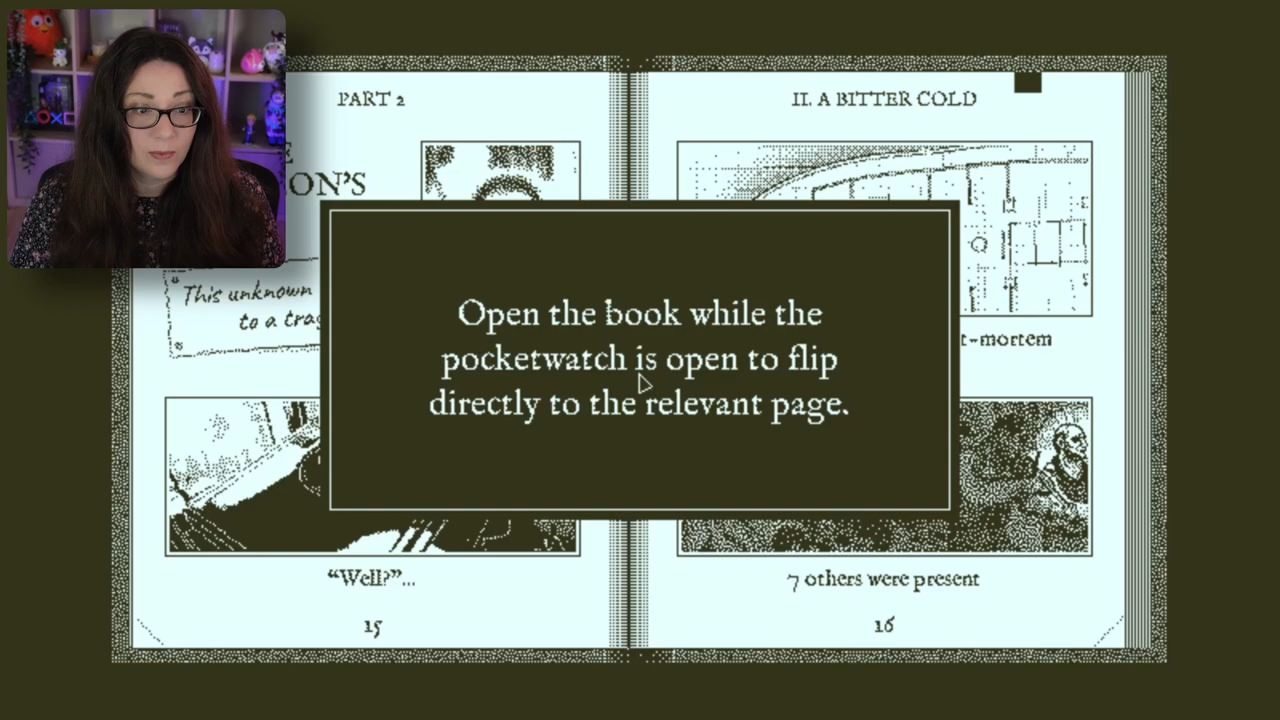 PART 2
ON'S
This unknown
to a trag
"Well?"...
15
II. A BITTER COLD
t-mortem
7 others were present
16
Open the book while the
pocketwatch is open to flip
directly to the relevant page.